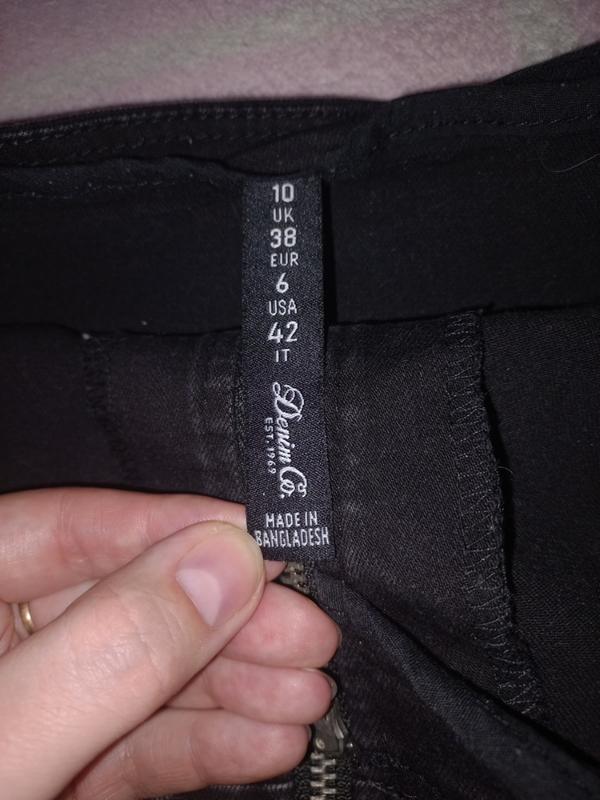 10
UK
38
EUR
6
USA
42
IT
Denim Co.
EST. 1969
MADE IN
BANGLADESH